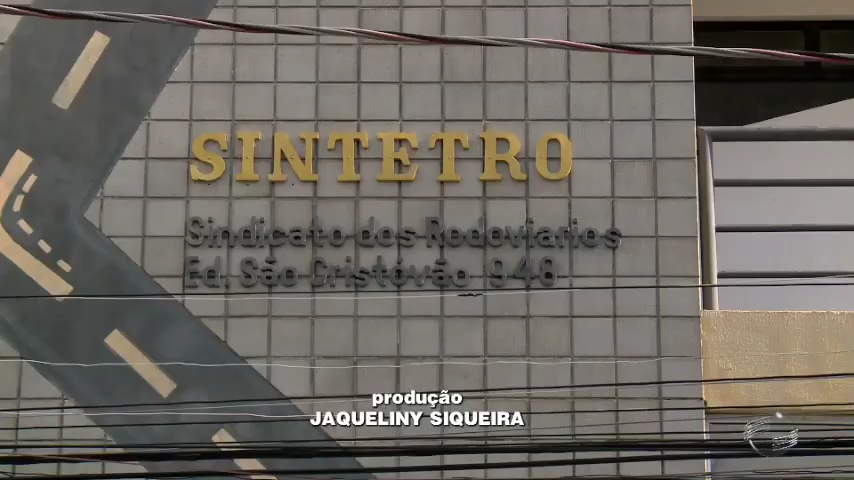 SINTETRO
Sindicato dos Rodoviarios
Ed. São Cristóvão 948
produção
JAQUELINY SIQUEIRA